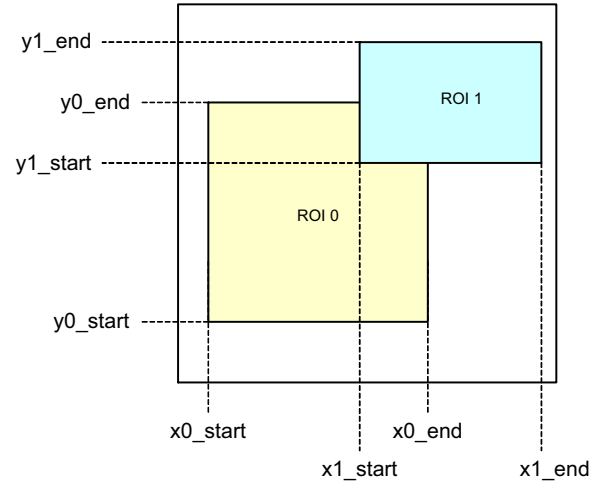 y1_end
y0_end
ROI 1
y1_start
ROI 0
y0_start
x0_start
x0_end
x1_start
x1_end